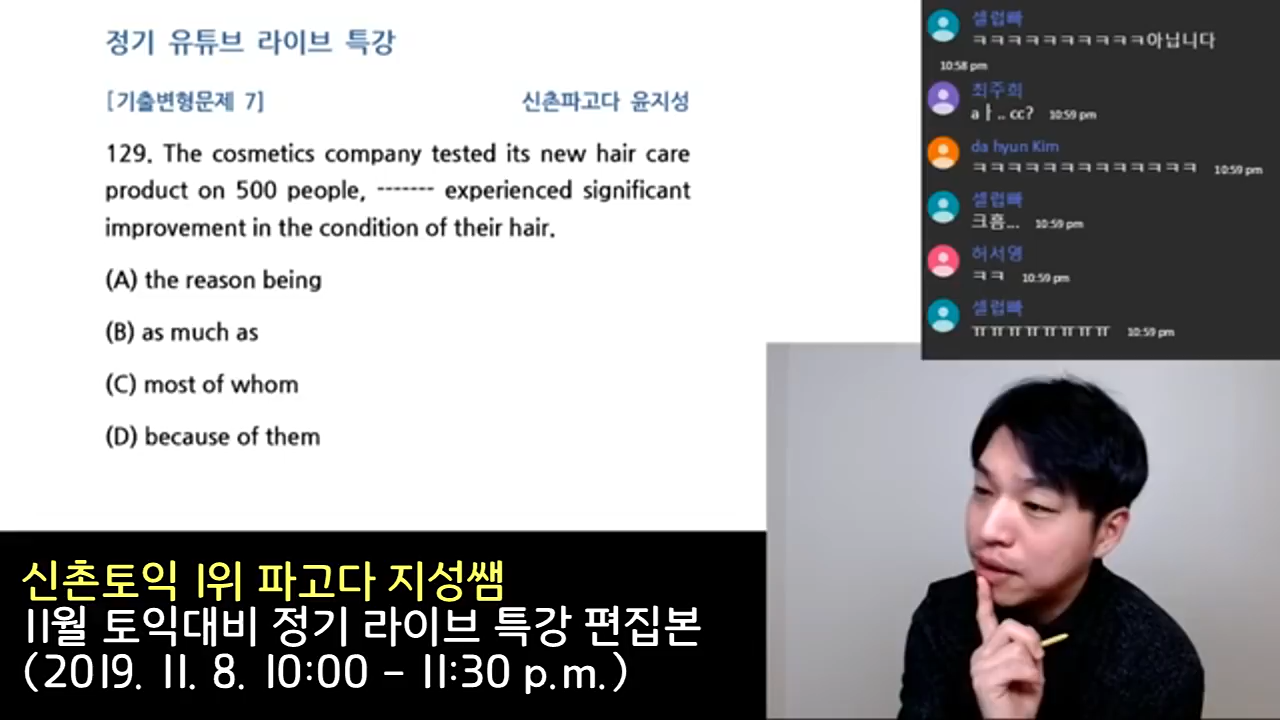 정기 유튜브 라이브 특강
[기출변형문제 7] 신촌파고다 윤지성
129. The cosmetics company tested its new hair care
product on 500 people, ------- experienced significant
improvement in the condition of their hair.
(A) the reason being
(B) as much as
(C) most of whom
(D) because of them
셀럽빠
ㅋㅋㅋㅋㅋㅋㅋㅋㅋㅋ아닙니다
10:58 pm
최주희
aㅏ.. cc? 10:59 pm
da hyun Kim
ㅋㅋㅋㅋㅋㅋㅋㅋㅋㅋㅋㅋㅋ 10:59 pm
셀럽빠
크흠... 10:59 pm
허서영
ㅋㅋ 10:59 pm
셀럽빠
ㅠㅠㅠㅠㅠㅠㅠㅠ 10:59 pm
신촌토익 1위 파고다 지성쌤
11월 토익대비 정기 라이브 특강 편집본
(2019. 11. 8. 10:00 - 11:30 p.m.)